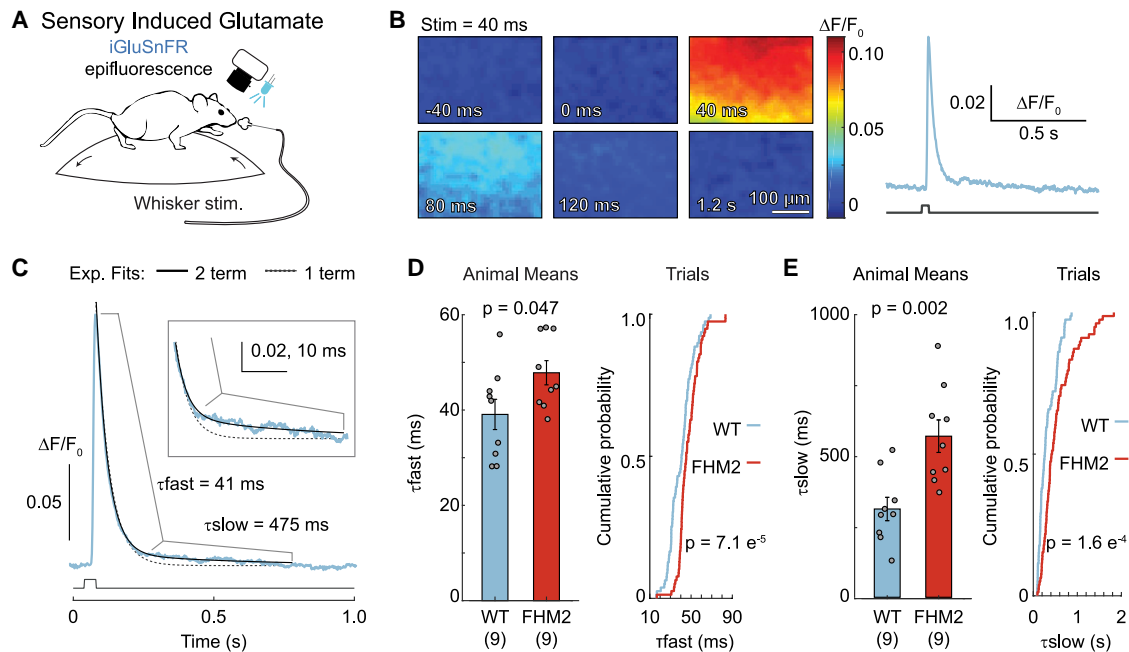 A Sensory Induced Glutamate
iGluSnFR
epifluorescence
Whisker stim.
B
Stim = 40 ms
-40 ms
0 ms
40 ms
80 ms
120 ms
1.2 s
100 µm
ΔF/F0
0.10
0.05
0
0.02
ΔF/F0
0.5 s
C
Exp. Fits:
2 term
1 term
0.02, 10 ms
ΔF/F0
0.05
τfast = 41 ms
τslow = 475 ms
0
0.5
1.0
Time (s)
D
Animal Means
p = 0.047
60
40
20
0
τfast (ms)
WT
(9)
FHM2
(9)
Trials
1.0
0.5
Cumulative probability
WT
FHM2
p = 7.1 e-5
10
50
90
τfast (ms)
E
Animal Means
p = 0.002
1000
500
0
τslow (ms)
WT
(9)
FHM2
(9)
Trials
1.0
0.5
Cumulative probability
p = 1.6 e-4
0
1
2
τslow (s)